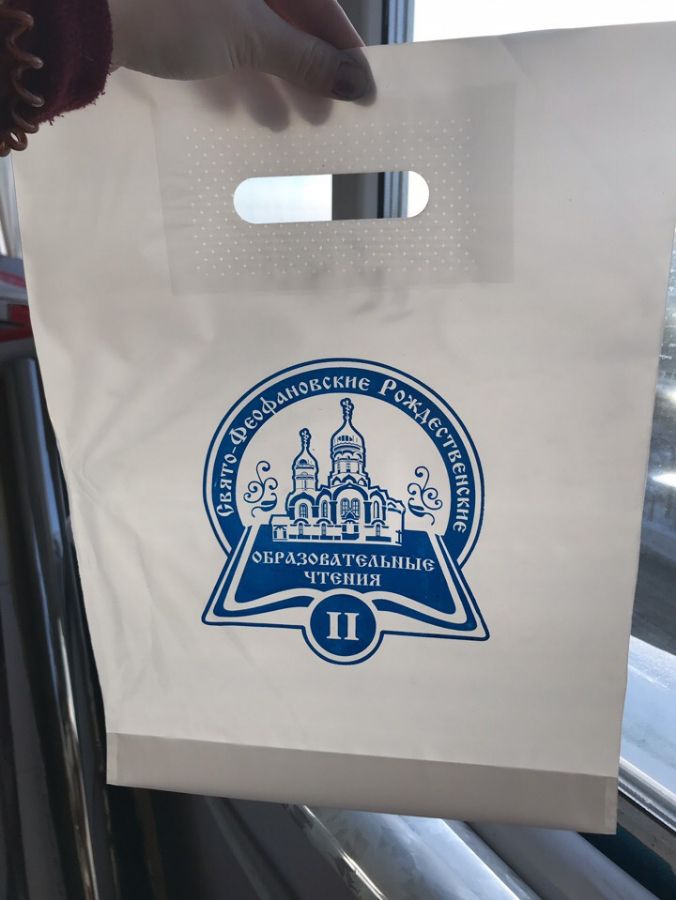 Свято-Феофановские Рождественские
ОБРАЗОВАТЕЛЬНЫЕ
ЧТЕНИЯ
II